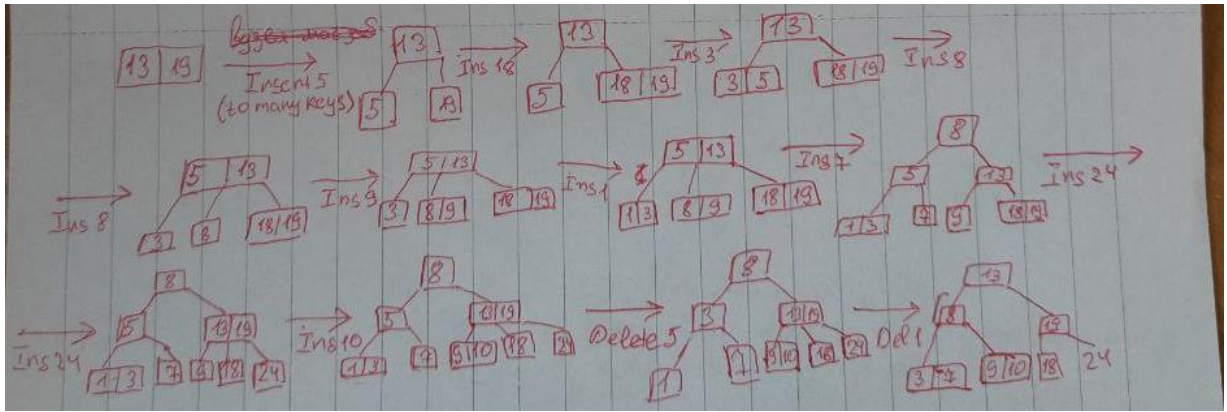 13 19
Insert 5
(to many keys)
13
5 19
Ins 18
13
5 18 19
Ins 3
13
3 5 18 19
Ins 8
Ins 8
5 13
3 8 18 19
Ins 9
5 13
3 8 9 18 19
Ins 1
5 13
1 3 8 9 18 19
Ins 7
8
5 13
1 3 7 9 18 19
Ins 24
Ins 24
8
5 13 19
1 3 7 9 18 24
Ins 10
8
5 13 19
1 3 7 9 10 18 24
Delete 5
8
3 13 19
1 7 9 10 18 24
Del 1
13
8 19
3 7 9 10 18 24